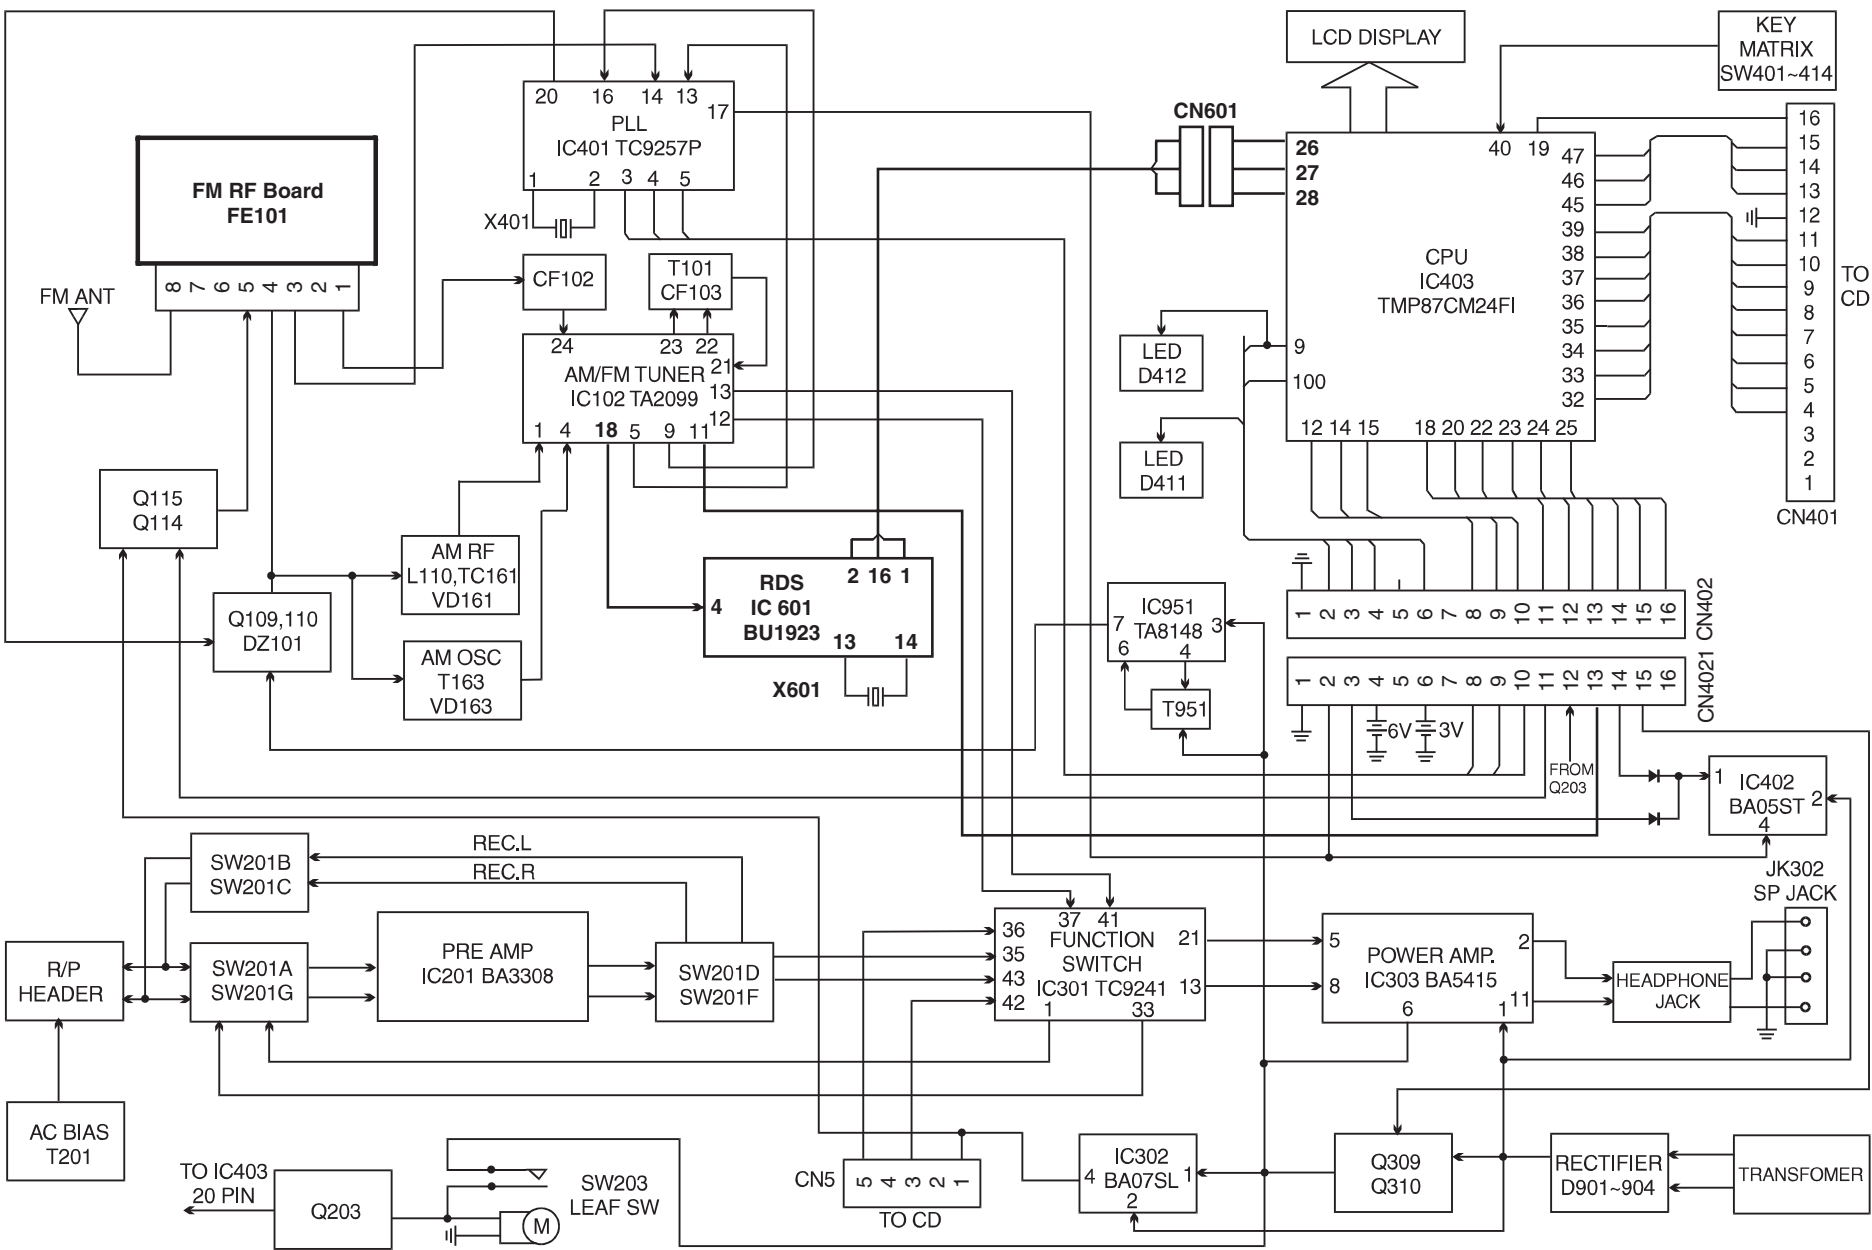 LCD DISPLAY
KEY
MATRIX
SW401~414
20 16 14 13
17
PLL
IC401 TC9257P
1 2 3 4 5
X401
FM RF Board
FE101
8 7 6 5 4 3 2 1
FM ANT
CF102
T101
CF103
24 23 22
21
AM/FM TUNER
13
IC102 TA2099
12
1 4 18 5 9 11
Q115
Q114
AM RF
L110,TC161
VD161
Q109,110
DZ101
AM OSC
T163
VD163
2 16 1
RDS
IC 601
BU1923
4
13 14
X601
CN601
26
27
28
40 19
47
46
45
39
38
37
36
35
34
33
32
CPU
IC403
TMP87CM24FI
9
100
12 14 15 18 20 22 23 24 25
LED
D412
LED
D411
16
15
14
13
12
11
10
9
8
7
6
5
4
3
2
1
TO
CD
CN401
IC951
TA8148
7 3
6 4
T951
1 2 3 4 5 6 7 8 9 10 11 12 13 14 15 16
CN402
1 2 3 4 5 6 7 8 9 10 11 12 13 14 15 16
CN4021
6V 3V
FROM
Q203
1
IC402
BA05ST
2
4
JK302
SP JACK
REC.L
REC.R
SW201B
SW201C
R/P
HEADER
SW201A
SW201G
PRE AMP
IC201 BA3308
SW201D
SW201F
37 41
36
35
43
42
FUNCTION
SWITCH
IC301 TC9241
21
13
1 33
5
8
POWER AMP.
IC303 BA5415
2
11
6 1
HEADPHONE
JACK
AC BIAS
T201
TO IC403
20 PIN
Q203
SW203
LEAF SW
M
CN5
5 4 3 2 1
TO CD
IC302
BA07SL
4 1
2
Q309
Q310
RECTIFIER
D901~904
TRANSFOMER